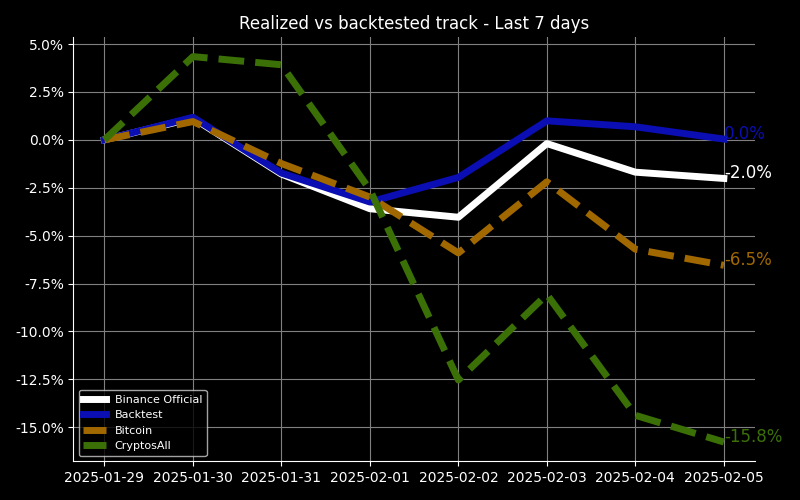 Realized vs backtested track - Last 7 days
5.0%
2.5%
0.0%
-2.5%
-5.0%
-7.5%
-10.0%
-12.5%
-15.0%
0.0%
-2.0%
-6.5%
-15.8%
Binance Official
Backtest
Bitcoin
CryptosAll
2025-01-29 2025-01-30 2025-01-31 2025-02-01 2025-02-02 2025-02-03 2025-02-04 2025-02-05